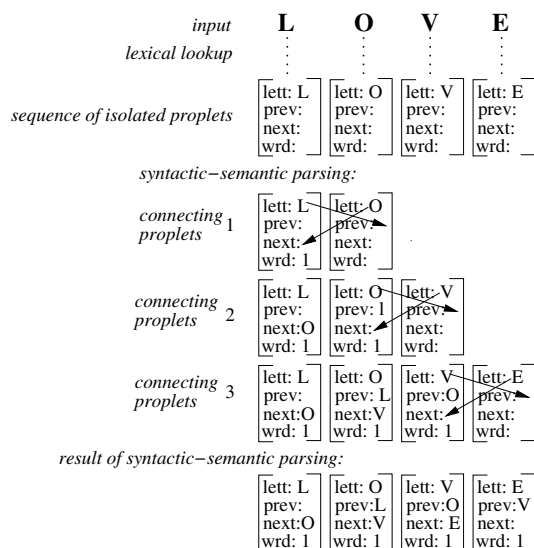 input L O V E
lexical lookup
sequence of isolated proplets
lett: L lett: O lett: V lett: E
prev: prev: prev: prev:
next: next: next: next:
wrd: wrd: wrd: wrd:
syntactic−semantic parsing:
connecting proplets 1
lett: L lett: O
prev: prev:
next: next:
wrd: 1 wrd:
connecting proplets 2
lett: L lett: O lett: V
prev: prev: l prev:
next:O next: next:
wrd: 1 wrd: 1 wrd:
connecting proplets 3
lett: L lett: O lett: V lett: E
prev: prev: L prev:O prev:
next:O next:V next: next:
wrd: 1 wrd: 1 wrd: 1 wrd:
result of syntactic−semantic parsing:
lett: L lett: O lett: V lett: E
prev: prev:L prev:O prev:V
next:O next:V next: E next:
wrd: 1 wrd: 1 wrd: 1 wrd: 1